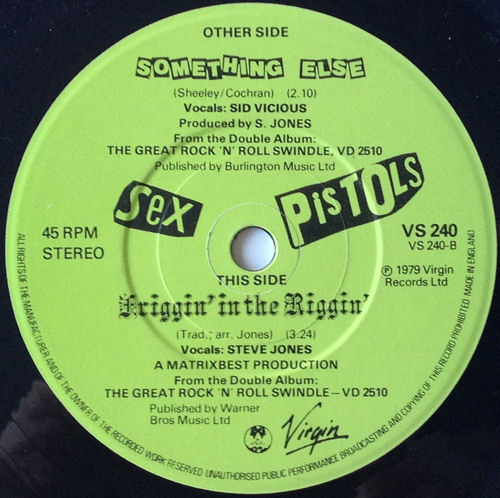 OTHER SIDE
SOMETHING ELSE
(Sheeley/Cochran) (2.10)
Vocals: SID VICIOUS
Produced by S. JONES
From the Double Album:
THE GREAT ROCK 'N' ROLL SWINDLE, VD 2510
Published by Burlington Music Ltd
SEX PISTOLS
45 RPM
STEREO
VS 240
VS 240-B
℗ 1979 Virgin
Records Ltd
THIS SIDE
Friggin' in the Riggin'
(Trad.; arr. Jones) (3:24)
Vocals: STEVE JONES
A MATRIXBEST PRODUCTION
From the Double Album:
THE GREAT ROCK 'N' ROLL SWINDLE—VD 2510
Published by Warner
Bros Music Ltd
Virgin
ALL RIGHTS OF THE MANUFACTURER AND OF THE OWNER OF THE RECORDED WORK RESERVED UNAUTHORISED PUBLIC PERFORMANCE BROADCASTING AND COPYING OF THIS RECORD PROHIBITED MADE IN ENGLAND